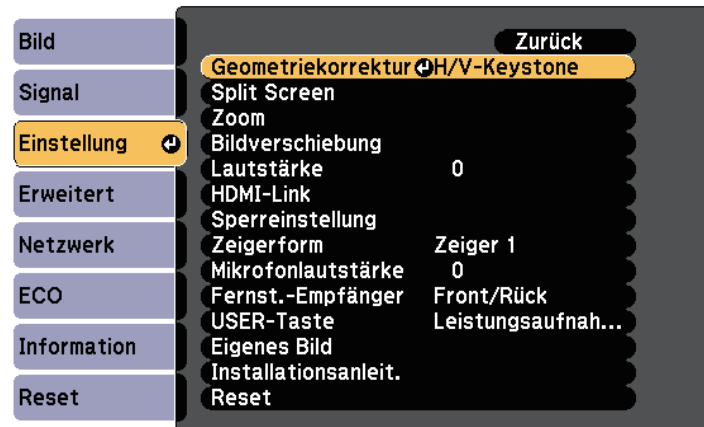 Bild
Signal
Einstellung
Erweitert
Netzwerk
ECO
Information
Reset
Zurück
Geometriekorrektur H/V-Keystone
Split Screen
Zoom
Bildverschiebung
Lautstärke 0
HDMI-Link
Sperreinstellung
Zeigerform Zeiger 1
Mikrofonlautstärke 0
Fernst.-Empfänger Front/Rück
USER-Taste Leistungsaufnah...
Eigenes Bild
Installationsanleit.
Reset